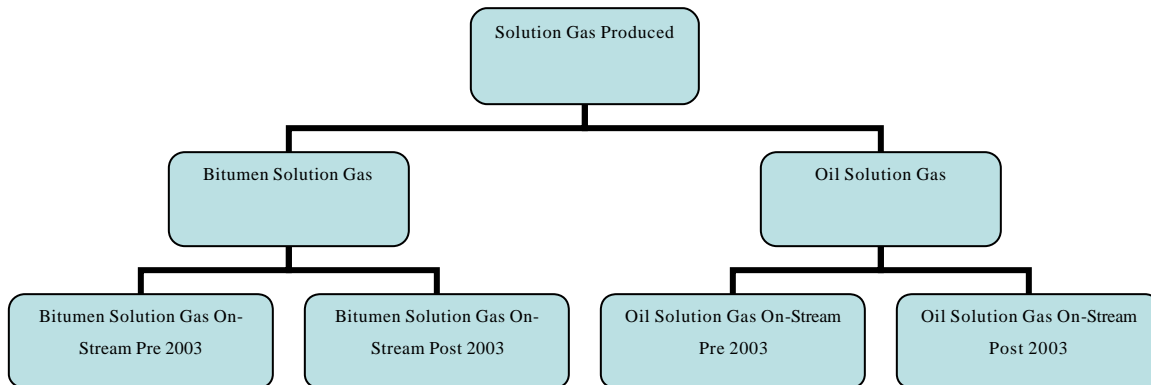 Solution Gas Produced
Bitumen Solution Gas
Oil Solution Gas
Bitumen Solution Gas On-
Stream Pre 2003
Bitumen Solution Gas On-
Stream Post 2003
Oil Solution Gas On-Stream
Pre 2003
Oil Solution Gas On-Stream
Post 2003